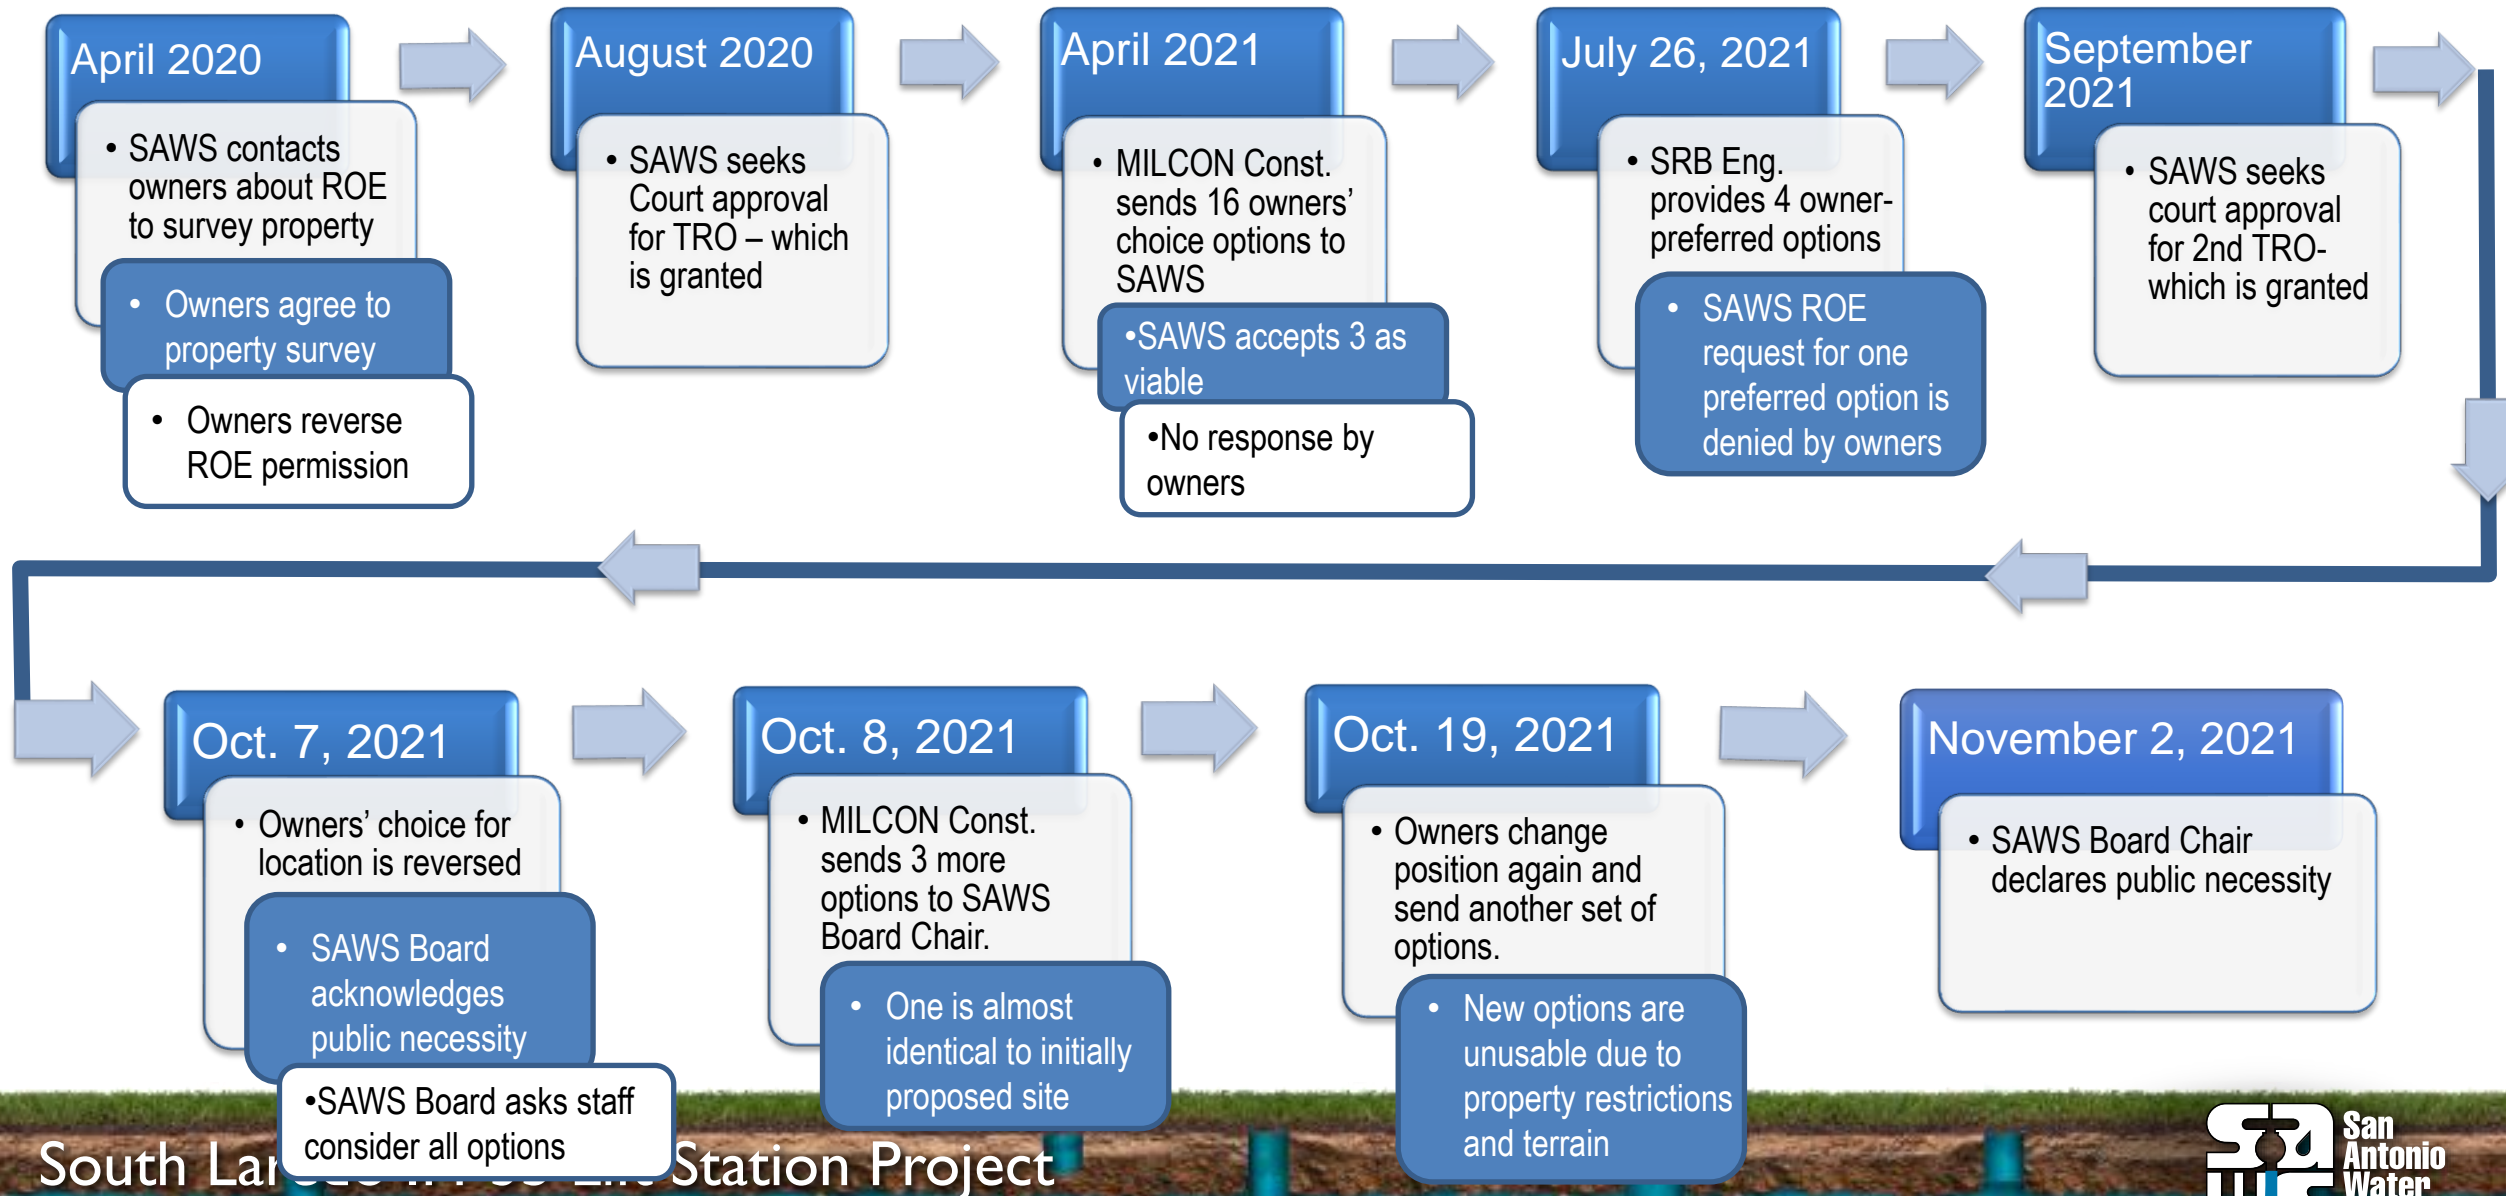 April 2020
• SAWS contacts
owners about ROE
to survey property
• Owners agree to
property survey
• Owners reverse
ROE permission
August 2020
• SAWS seeks
Court approval
for TRO – which
is granted
April 2021
• MILCON Const.
sends 16 owners’
choice options to
SAWS
•SAWS accepts 3 as
viable
•No response by
owners
July 26, 2021
• SRB Eng.
provides 4 owner-
preferred options
• SAWS ROE
request for one
preferred option is
denied by owners
September
2021
• SAWS seeks
court approval
for 2nd TRO-
which is granted
Oct. 7, 2021
• Owners’ choice for
location is reversed
• SAWS Board
acknowledges
public necessity
•SAWS Board asks staff
consider all options
Oct. 8, 2021
• MILCON Const.
sends 3 more
options to SAWS
Board Chair.
• One is almost
identical to initially
proposed site
Oct. 19, 2021
• Owners change
position again and
send another set of
options.
• New options are
unusable due to
property restrictions
and terrain
November 2, 2021
• SAWS Board Chair
declares public necessity
South Station Project
San
Antonio
Water